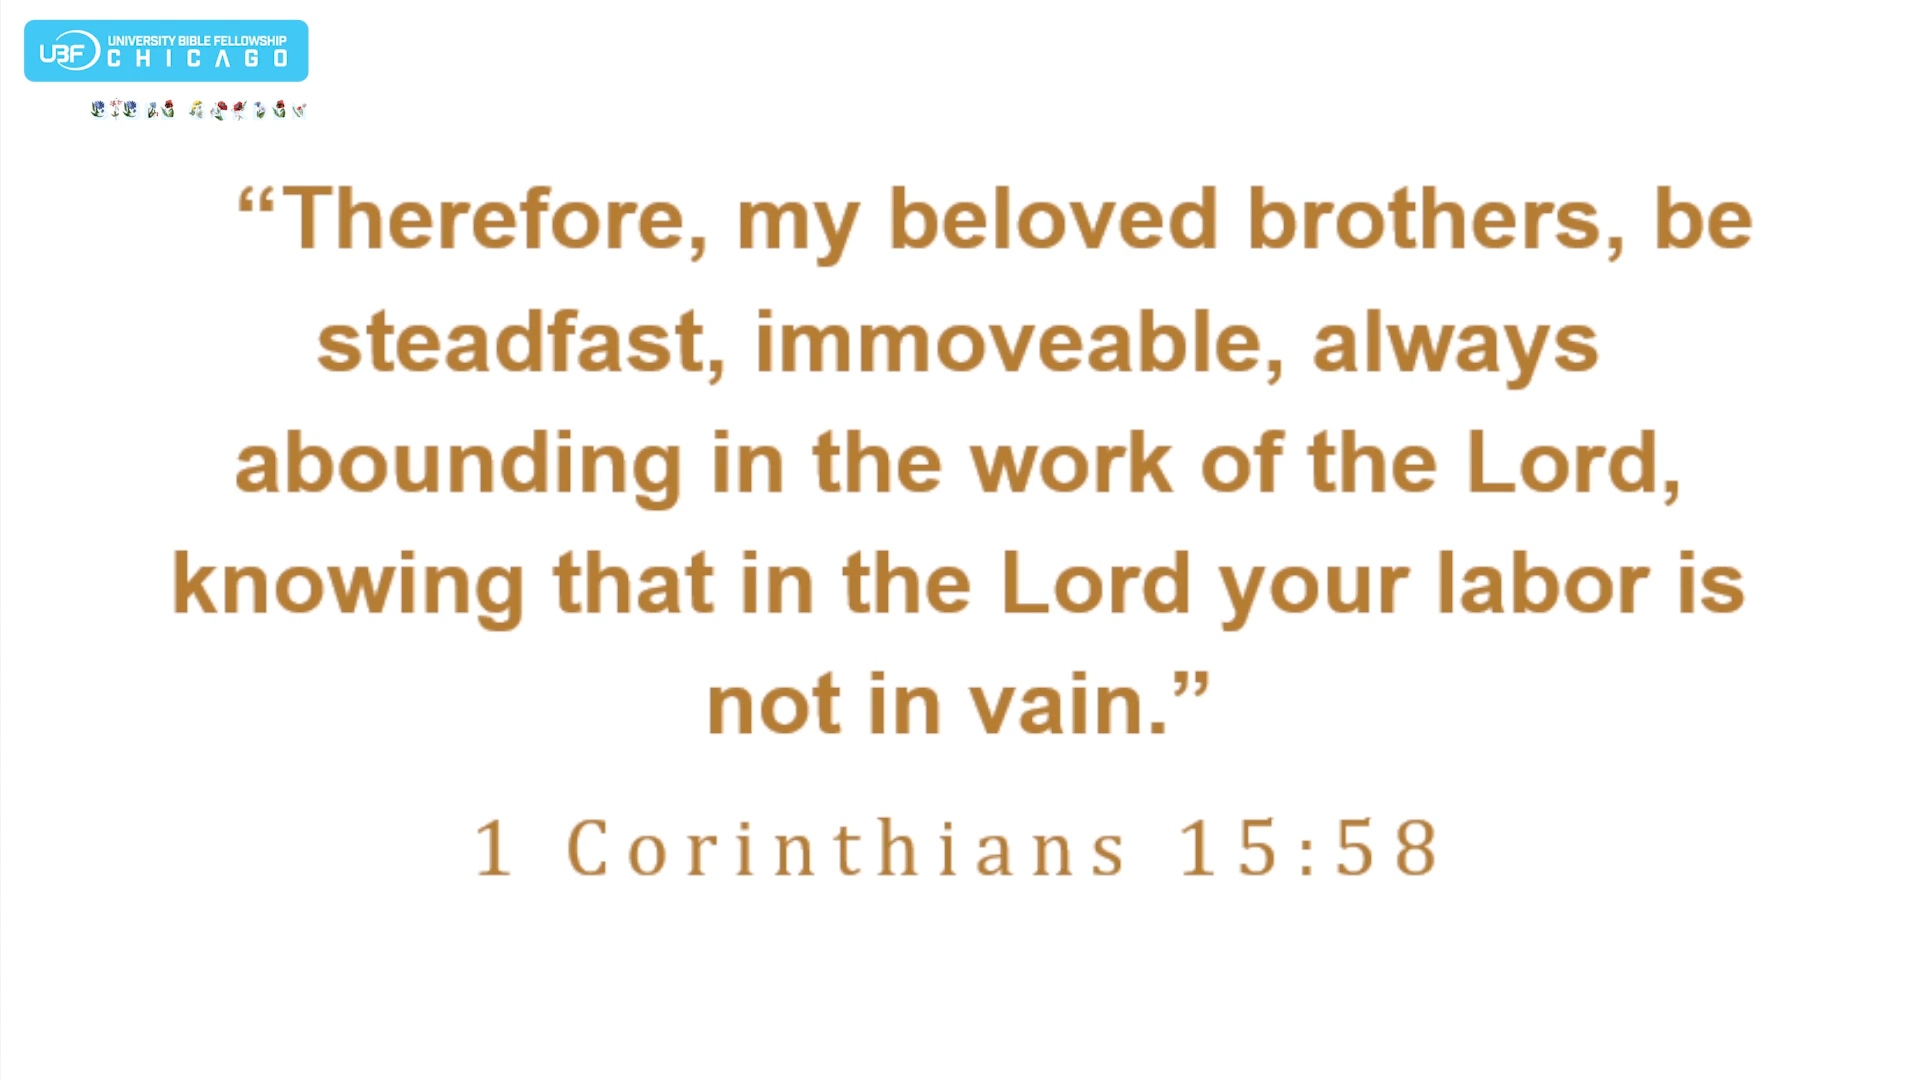 UBF UNIVERSITY BIBLE FELLOWSHIP
CHICAGO
“Therefore, my beloved brothers, be
steadfast, immoveable, always
abounding in the work of the Lord,
knowing that in the Lord your labor is
not in vain.”
1 Corinthians 15:58